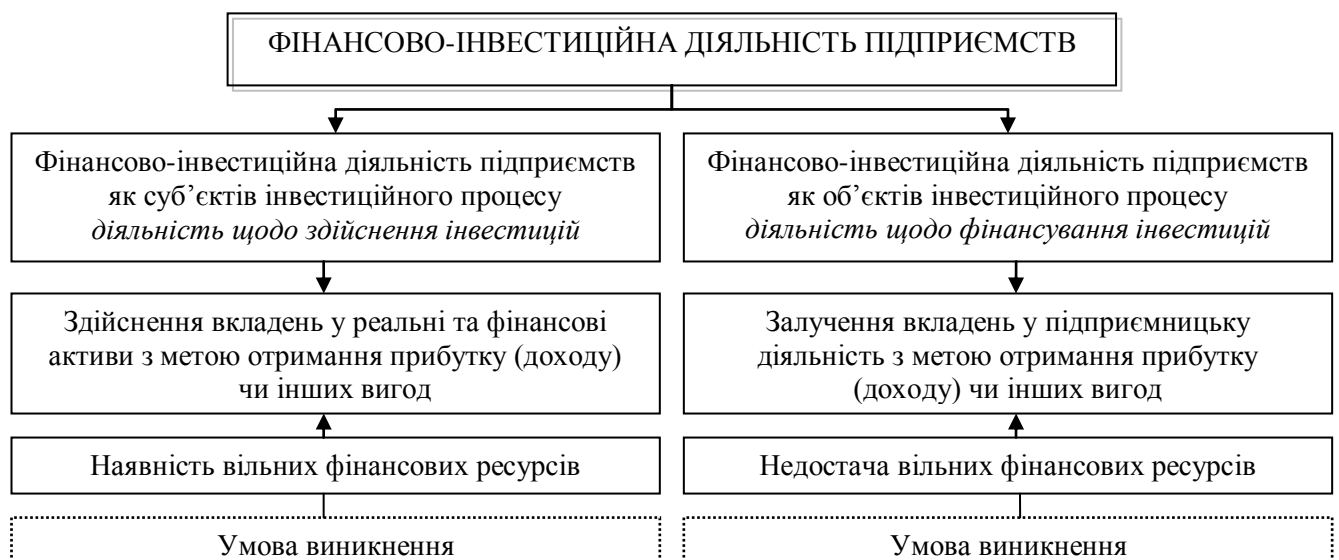 ФІНАНСОВО-ІНВЕСТИЦІЙНА ДІЯЛЬНІСТЬ ПІДПРИЄМСТВ
Фінансово-інвестиційна діяльність підприємств
як суб’єктів інвестиційного процесу
діяльність щодо здійснення інвестицій
Фінансово-інвестиційна діяльність підприємств
як об’єктів інвестиційного процесу
діяльність щодо фінансування інвестицій
Здійснення вкладень у реальні та фінансові
активи з метою отримання прибутку (доходу)
чи інших вигод
Залучення вкладень у підприємницьку
діяльність з метою отримання прибутку
(доходу) чи інших вигод
Наявність вільних фінансових ресурсів
Недостача вільних фінансових ресурсів
Умова виникнення
Умова виникнення